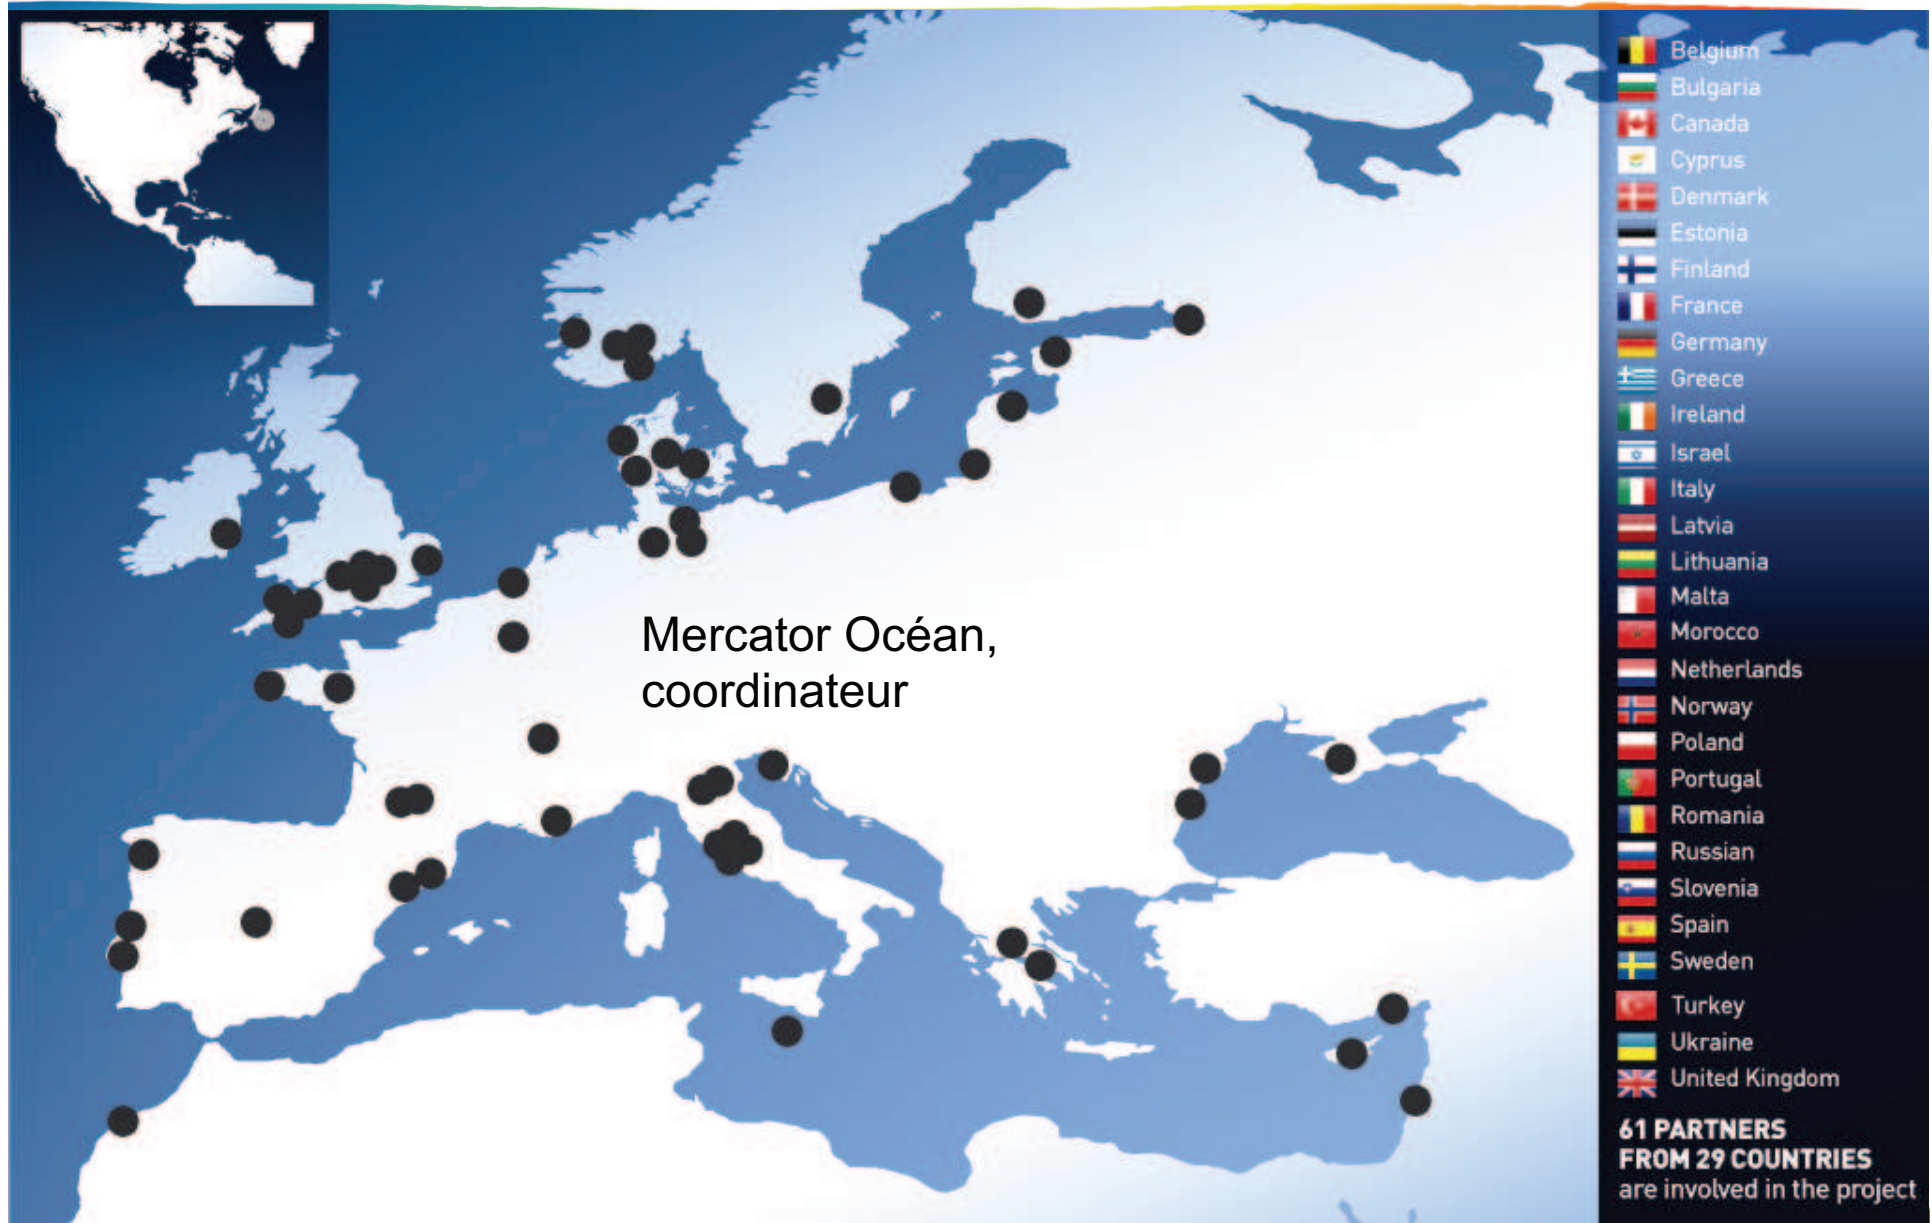 Mercator Océan,
coordinateur
Belgium
Bulgaria
Canada
Cyprus
Denmark
Estonia
Finland
France
Germany
Greece
Ireland
Israel
Italy
Latvia
Lithuania
Malta
Morocco
Netherlands
Norway
Poland
Portugal
Romania
Russian
Slovenia
Spain
Sweden
Turkey
Ukraine
United Kingdom
61 PARTNERS
FROM 29 COUNTRIES
are involved in the project